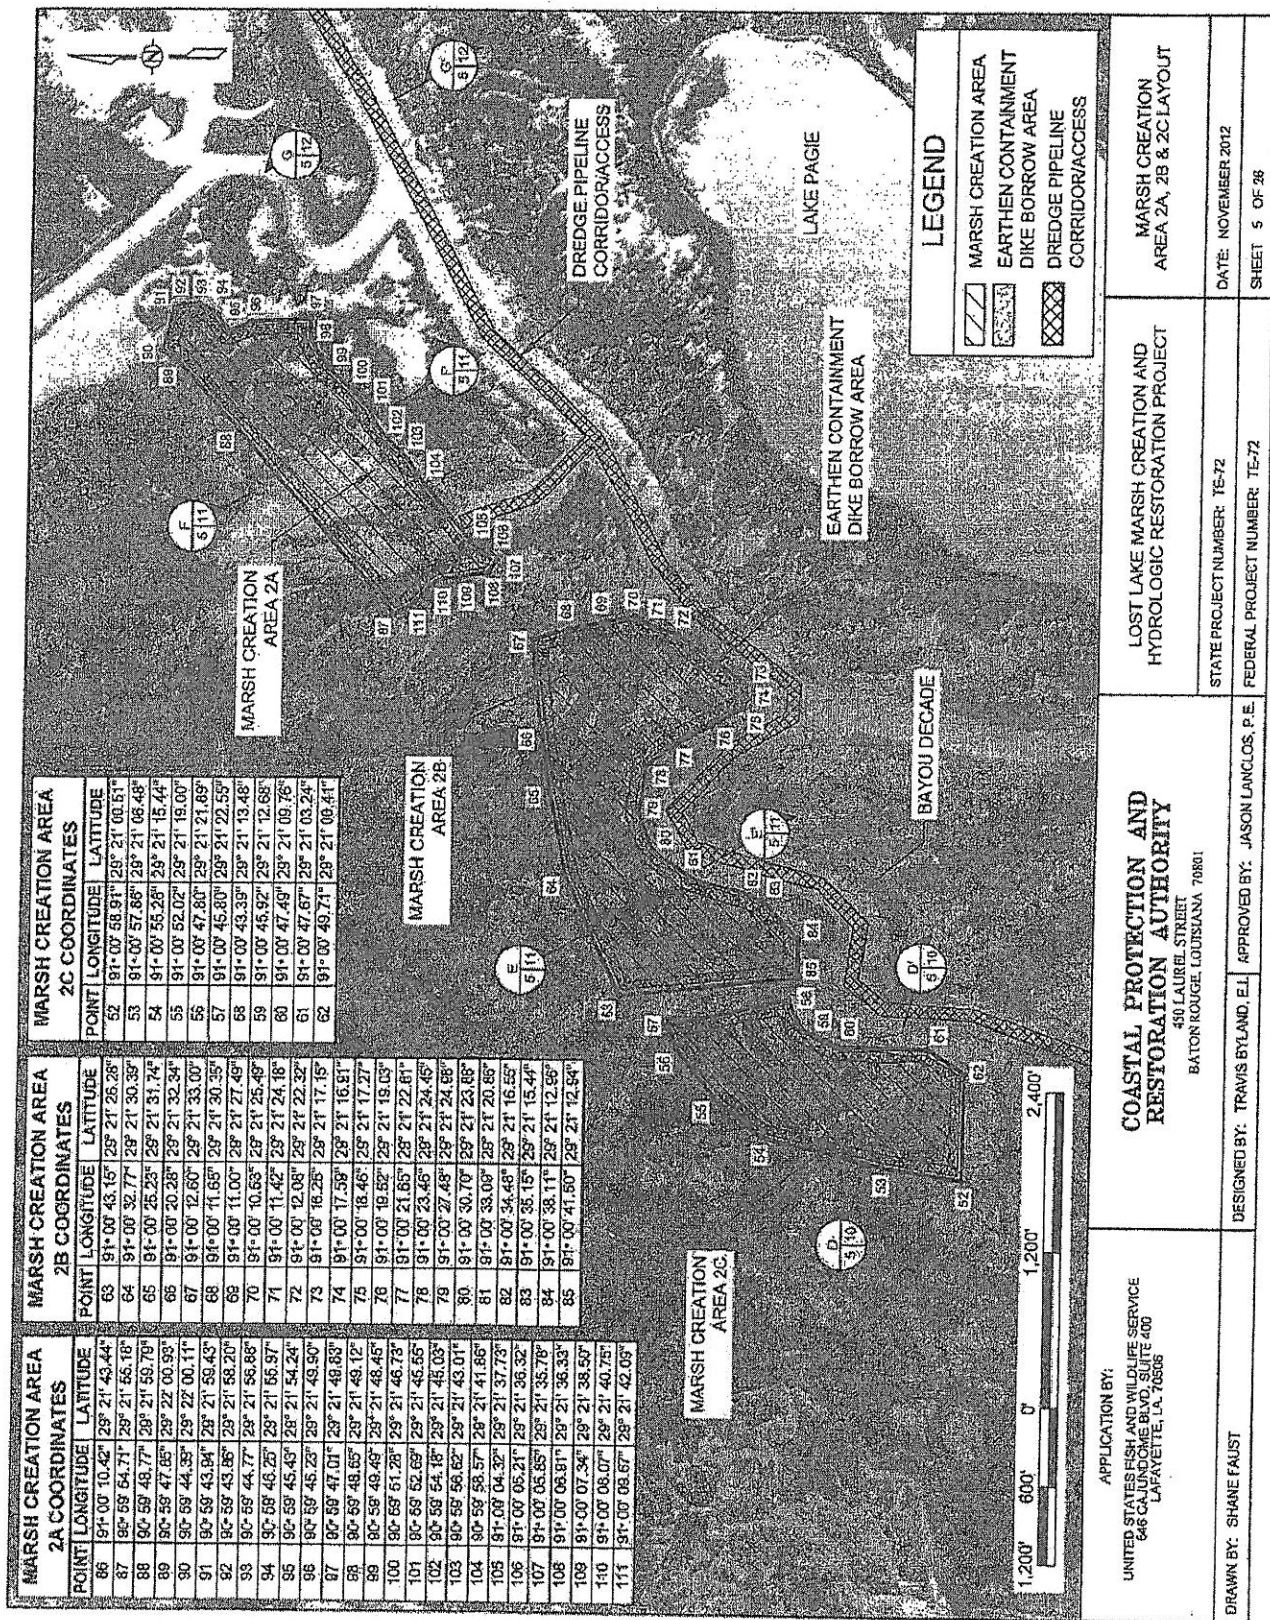 MARSH CREATION AREA
2A COORDINATES
POINT LONGITUDE LATITUDE
86 91° 00' 10.42" 29° 21' 43.44"
87 90° 59' 54.71" 29° 21' 55.18"
88 90° 59' 48.77" 29° 21' 59.79"
89 90° 59' 47.65" 29° 22' 00.93"
90 90° 59' 44.39" 29° 22' 00.11"
91 90° 59' 43.94" 29° 21' 59.43"
92 90° 59' 43.86" 29° 21' 58.20"
93 90° 59' 44.77" 29° 21' 56.88"
94 90° 59' 46.25" 29° 21' 55.97"
95 90° 59' 45.43" 29° 21' 54.24"
96 90° 59' 45.23" 29° 21' 49.90"
97 90° 59' 47.01" 29° 21' 49.83"
98 90° 59' 48.65" 29° 21' 49.12"
99 90° 59' 49.49" 29° 21' 48.45"
100 90° 59' 51.28" 29° 21' 46.73"
101 90° 59' 52.69" 29° 21' 45.55"
102 90° 59' 54.18" 29° 21' 45.03"
103 90° 59' 56.62" 29° 21' 43.01"
104 90° 59' 58.57" 29° 21' 41.86"
105 91° 00' 04.32" 29° 21' 37.73"
106 91° 00' 05.21" 29° 21' 36.32"
107 91° 00' 05.85" 29° 21' 35.78"
108 91° 00' 06.91" 29° 21' 36.33"
109 91° 00' 07.34" 29° 21' 38.50"
110 91° 00' 08.07" 29° 21' 40.75"
111 91° 00' 09.67" 29° 21' 42.09"
MARSH CREATION AREA
2B COORDINATES
POINT LONGITUDE LATITUDE
63 91° 00' 43.15" 29° 21' 26.28"
64 91° 00' 32.77" 29° 21' 30.39"
65 91° 00' 25.23" 29° 21' 31.74"
66 91° 00' 20.28" 29° 21' 32.34"
67 91° 00' 12.60" 29° 21' 33.00"
68 91° 00' 11.65" 29° 21' 30.35"
69 91° 00' 11.00" 29° 21' 27.49"
70 91° 00' 10.53" 29° 21' 25.49"
71 91° 00' 11.42" 29° 21' 24.18"
72 91° 00' 12.08" 29° 21' 22.32"
73 91° 00' 16.26" 29° 21' 17.15"
74 91° 00' 17.59" 29° 21' 16.91"
75 91° 00' 18.46" 29° 21' 17.27"
76 91° 00' 19.52" 29° 21' 19.03"
77 91° 00' 21.65" 29° 21' 22.81"
78 91° 00' 23.46" 29° 21' 24.45"
79 91° 00' 27.48" 29° 21' 24.98"
80 91° 00' 30.70" 29° 21' 23.88"
81 91° 00' 33.09" 29° 21' 20.86"
82 91° 00' 34.48" 29° 21' 16.55"
83 91° 00' 35.15" 29° 21' 15.44"
84 91° 00' 38.11" 29° 21' 12.96"
85 91° 00' 41.50" 29° 21' 12.94"
MARSH CREATION AREA
2C COORDINATES
POINT LONGITUDE LATITUDE
52 91° 00' 58.91" 29° 21' 00.51"
53 91° 00' 57.86" 29° 21' 06.48"
54 91° 00' 55.26" 29° 21' 15.44"
55 91° 00' 52.02" 29° 21' 19.00"
56 91° 00' 47.80" 29° 21' 21.89"
57 91° 00' 45.80" 29° 21' 22.55"
58 91° 00' 43.39" 29° 21' 13.48"
59 91° 00' 45.92" 29° 21' 12.68"
60 91° 00' 47.49" 29° 21' 09.76"
61 91° 00' 47.67" 29° 21' 03.24"
62 91° 00' 49.71" 29° 21' 00.41"
N
MARSH CREATION
AREA 2A
MARSH CREATION
AREA 2B
MARSH CREATION
AREA 2C
DREDGE PIPELINE
CORRIDOR/ACCESS
LAKE PAGIE
EARTHEN CONTAINMENT
DIKE BORROW AREA
BAYOU DECADE
F
5 11
F'
5 11
G
5 12
G'
5 12
E
5 11
E'
5 11
D
5 10
D'
5 10
LEGEND
MARSH CREATION AREA
EARTHEN CONTAINMENT
DIKE BORROW AREA
DREDGE PIPELINE
CORRIDOR/ACCESS
1,200' 600' 0' 1,200' 2,400'
APPLICATION BY:
UNITED STATES FISH AND WILDLIFE SERVICE
646 CAJUNDOME BLVD, SUITE 400
LAFAYETTE, LA. 70506
DRAWN BY: SHANE FAUST
COASTAL PROTECTION AND
RESTORATION AUTHORITY
450 LAUREL STREET
BATON ROUGE, LOUISIANA 70801
DESIGNED BY: TRAVIS BYLAND, E.I.
APPROVED BY: JASON LANCLOS, P.E.
LOST LAKE MARSH CREATION AND
HYDROLOGIC RESTORATION PROJECT
STATE PROJECT NUMBER: TE-72
FEDERAL PROJECT NUMBER: TE-72
MARSH CREATION
AREA 2A, 2B & 2C LAYOUT
DATE: NOVEMBER 2012
SHEET 5 OF 26